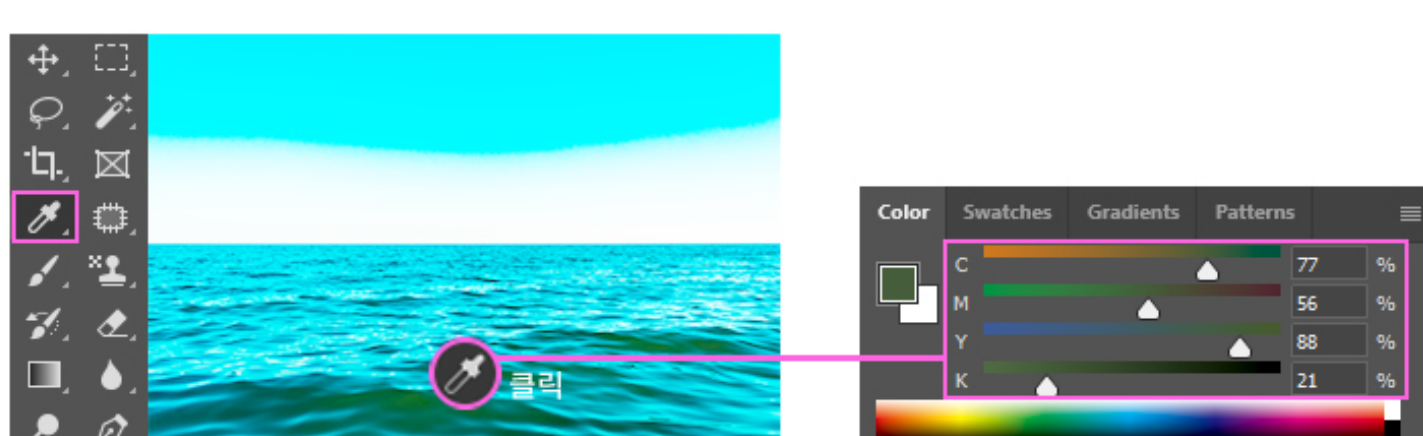 Color Swatches Gradients Patterns
C 77 %
M 56 %
Y 88 %
K 21 %
클릭